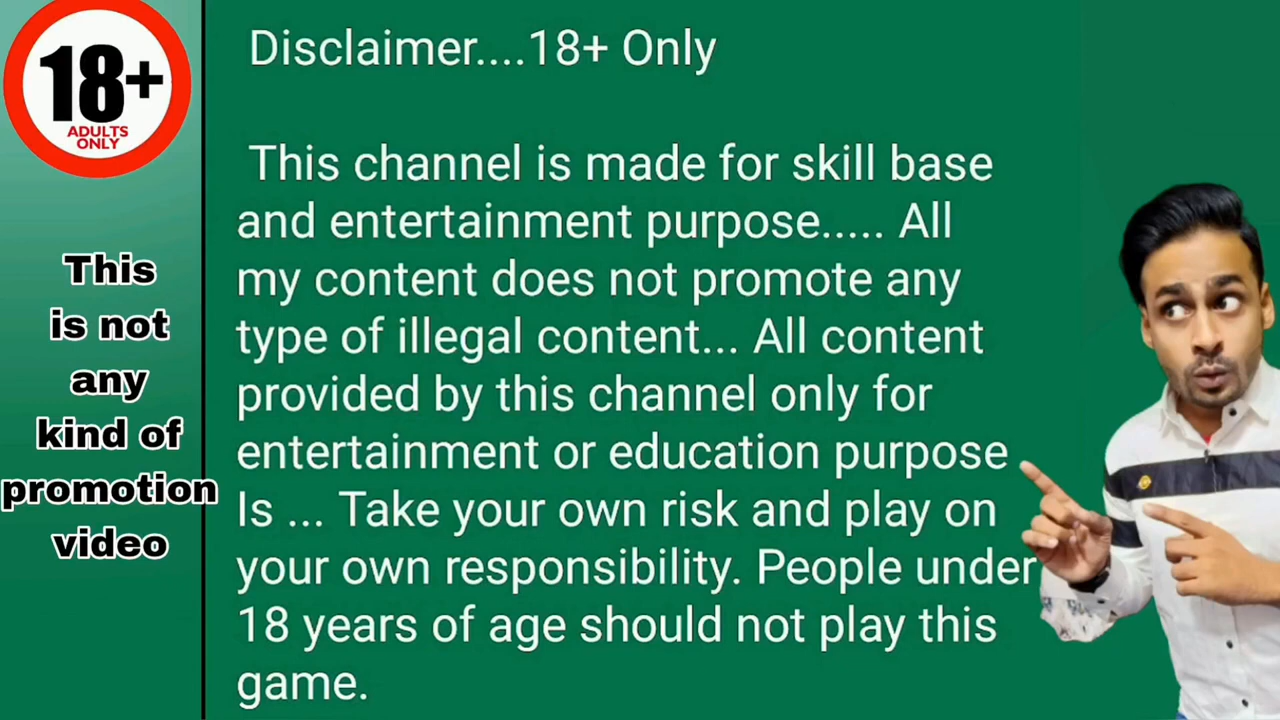 18+
ADULTS
ONLY
This
is not
any
kind of
promotion
video
Disclaimer....18+ Only
This channel is made for skill base
and entertainment purpose..... All
my content does not promote any
type of illegal content... All content
provided by this channel only for
entertainment or education purpose
Is ... Take your own risk and play on
your own responsibility. People under
18 years of age should not play this
game.